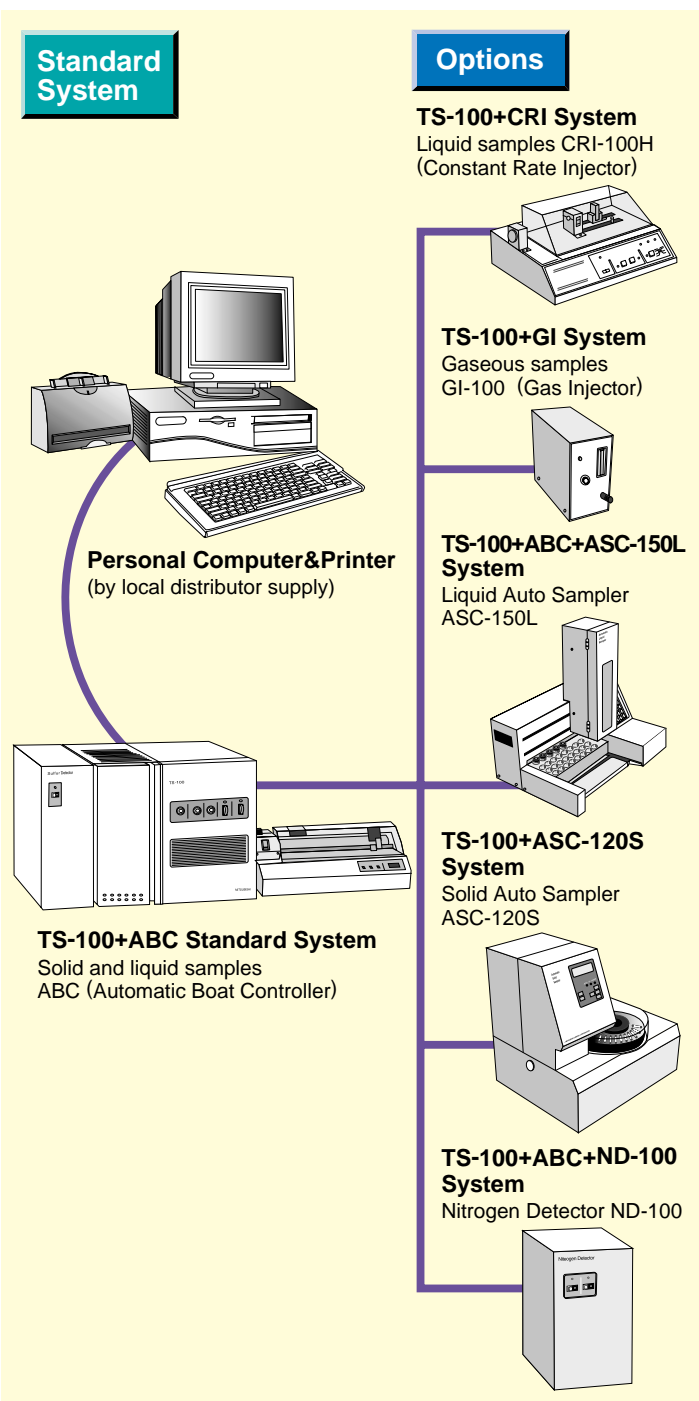 Standard
System
Options
TS-100+CRI System
Liquid samples CRI-100H
(Constant Rate Injector)
TS-100+GI System
Gaseous samples
GI-100 (Gas Injector)
Personal Computer&Printer
(by local distributor supply)
TS-100+ABC+ASC-150L
System
Liquid Auto Sampler
ASC-150L
TS-100
TS-100+ABC Standard System
Solid and liquid samples
ABC (Automatic Boat Controller)
TS-100+ASC-120S
System
Solid Auto Sampler
ASC-120S
TS-100+ABC+ND-100
System
Nitrogen Detector ND-100
Nitrogen Detector